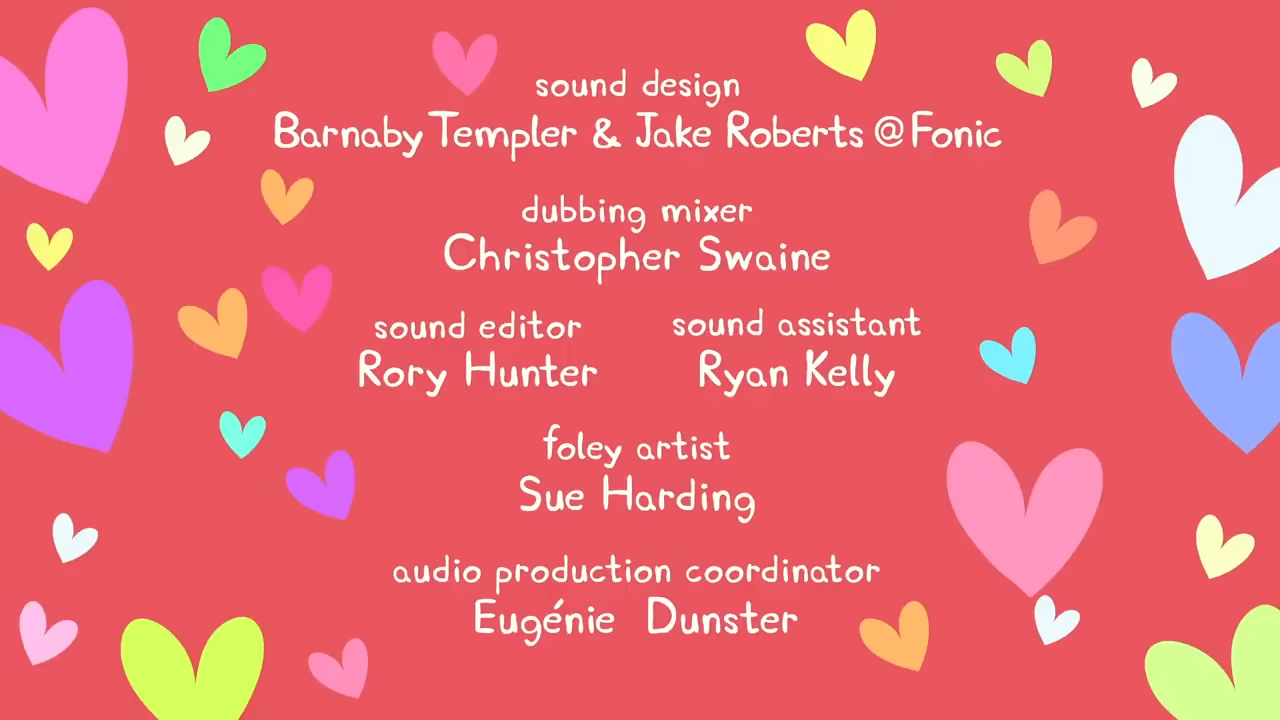 sound design
Barnaby Templer & Jake Roberts @ Fonic
dubbing mixer
Christopher Swaine
sound editor
Rory Hunter
sound assistant
Ryan Kelly
foley artist
Sue Harding
audio production coordinator
Eugénie Dunster